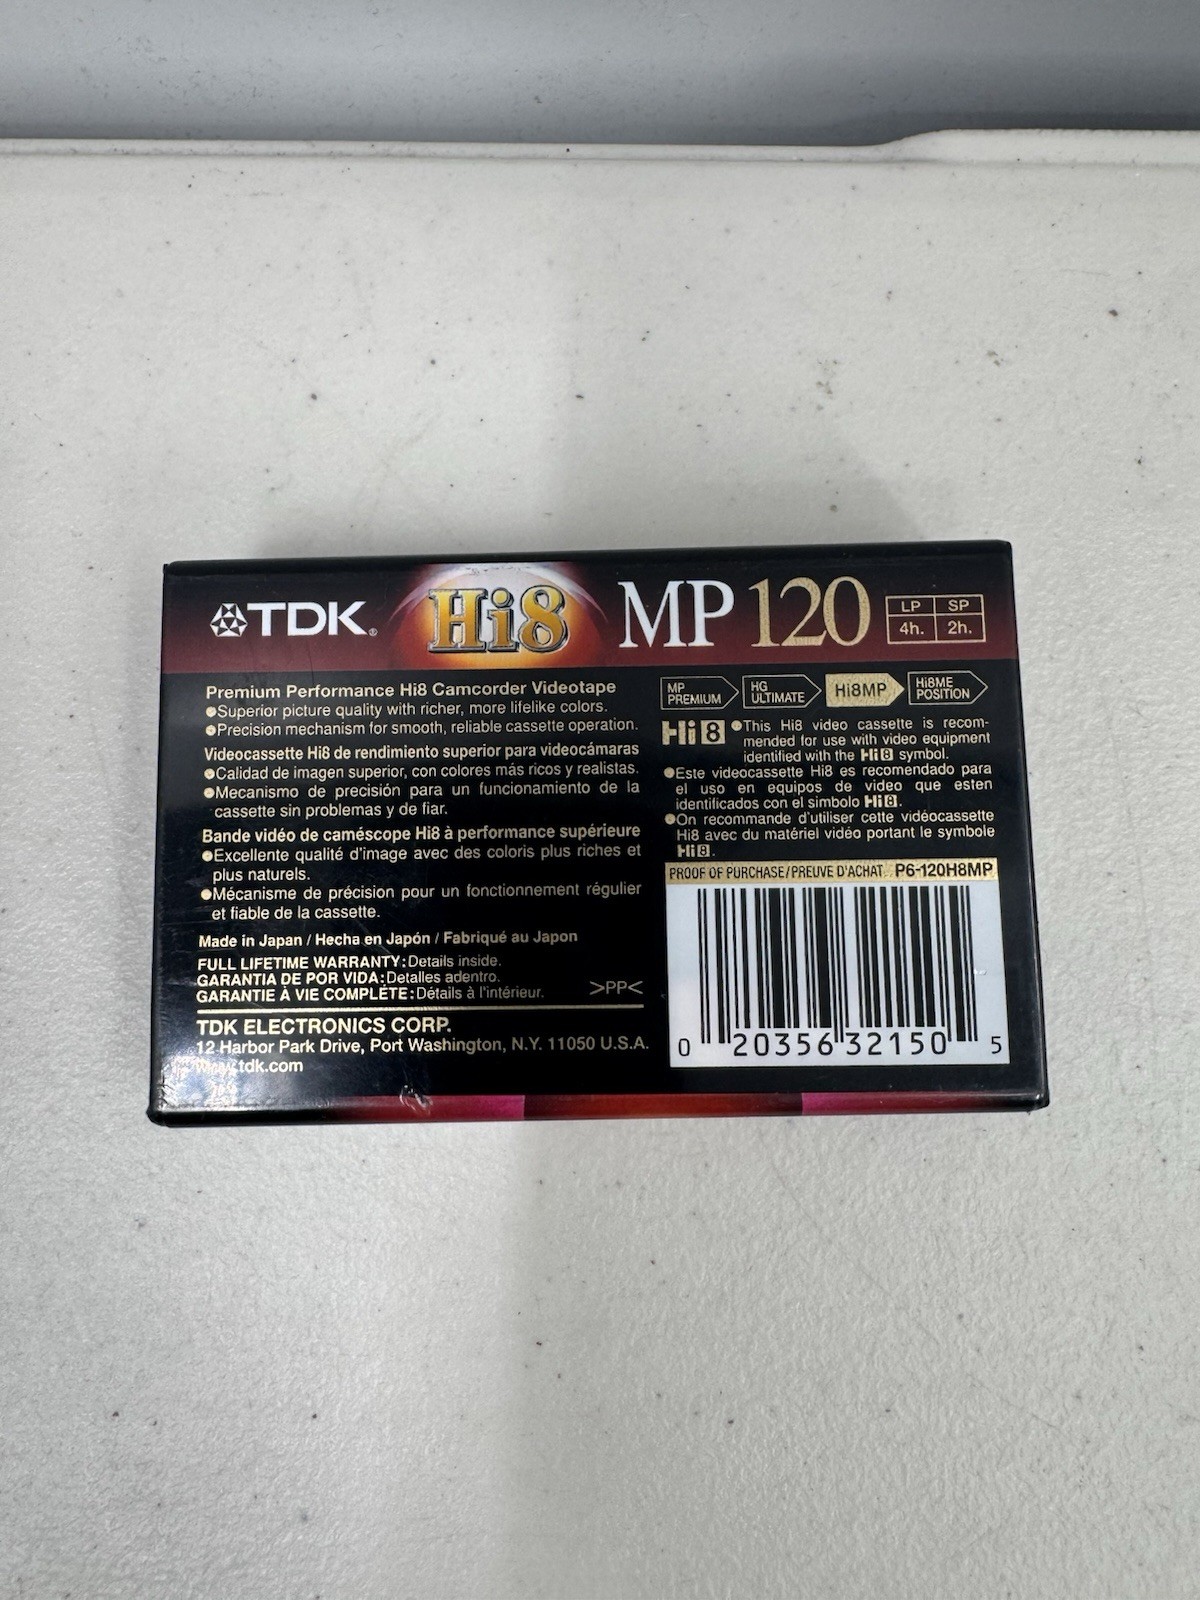 TDK®
Hi8
MP 120
LP SP
4h. 2h.
Premium Performance Hi8 Camcorder Videotape
●Superior picture quality with richer, more lifelike colors.
●Precision mechanism for smooth, reliable cassette operation.
Videocassette Hi8 de rendimiento superior para videocámaras
●Calidad de imagen superior, con colores más ricos y realistas.
●Mecanismo de precisión para un funcionamiento de la
cassette sin problemas y de fiar.
Bande vidéo de caméscope Hi8 à performance supérieure
●Excellente qualité d'image avec des coloris plus riches et
plus naturels.
●Mécanisme de précision pour un fonctionnement régulier
et fiable de la cassette.
Made in Japan / Hecha en Japón / Fabriqué au Japon
FULL LIFETIME WARRANTY: Details inside.
GARANTIA DE POR VIDA: Detalles adentro.
GARANTIE À VIE COMPLÈTE: Détails à l'intérieur.
>PP<
TDK ELECTRONICS CORP.
12 Harbor Park Drive, Port Washington, N.Y. 11050 U.S.A.
www.tdk.com
MP
PREMIUM
HG
ULTIMATE
Hi8MP
Hi8ME
POSITION
Hi8 ●This Hi8 video cassette is recom-
mended for use with video equipment
identified with the Hi8 symbol.
●Este videocassette Hi8 es recomendado para
el uso en equipos de video que esten
identificados con el simbolo Hi8.
●On recommande d'utiliser cette vidéocassette
Hi8 avec du matériel vidéo portant le symbole
Hi8.
PROOF OF PURCHASE/PREUVE D'ACHAT P6-120H8MP
0 20356 32150 5